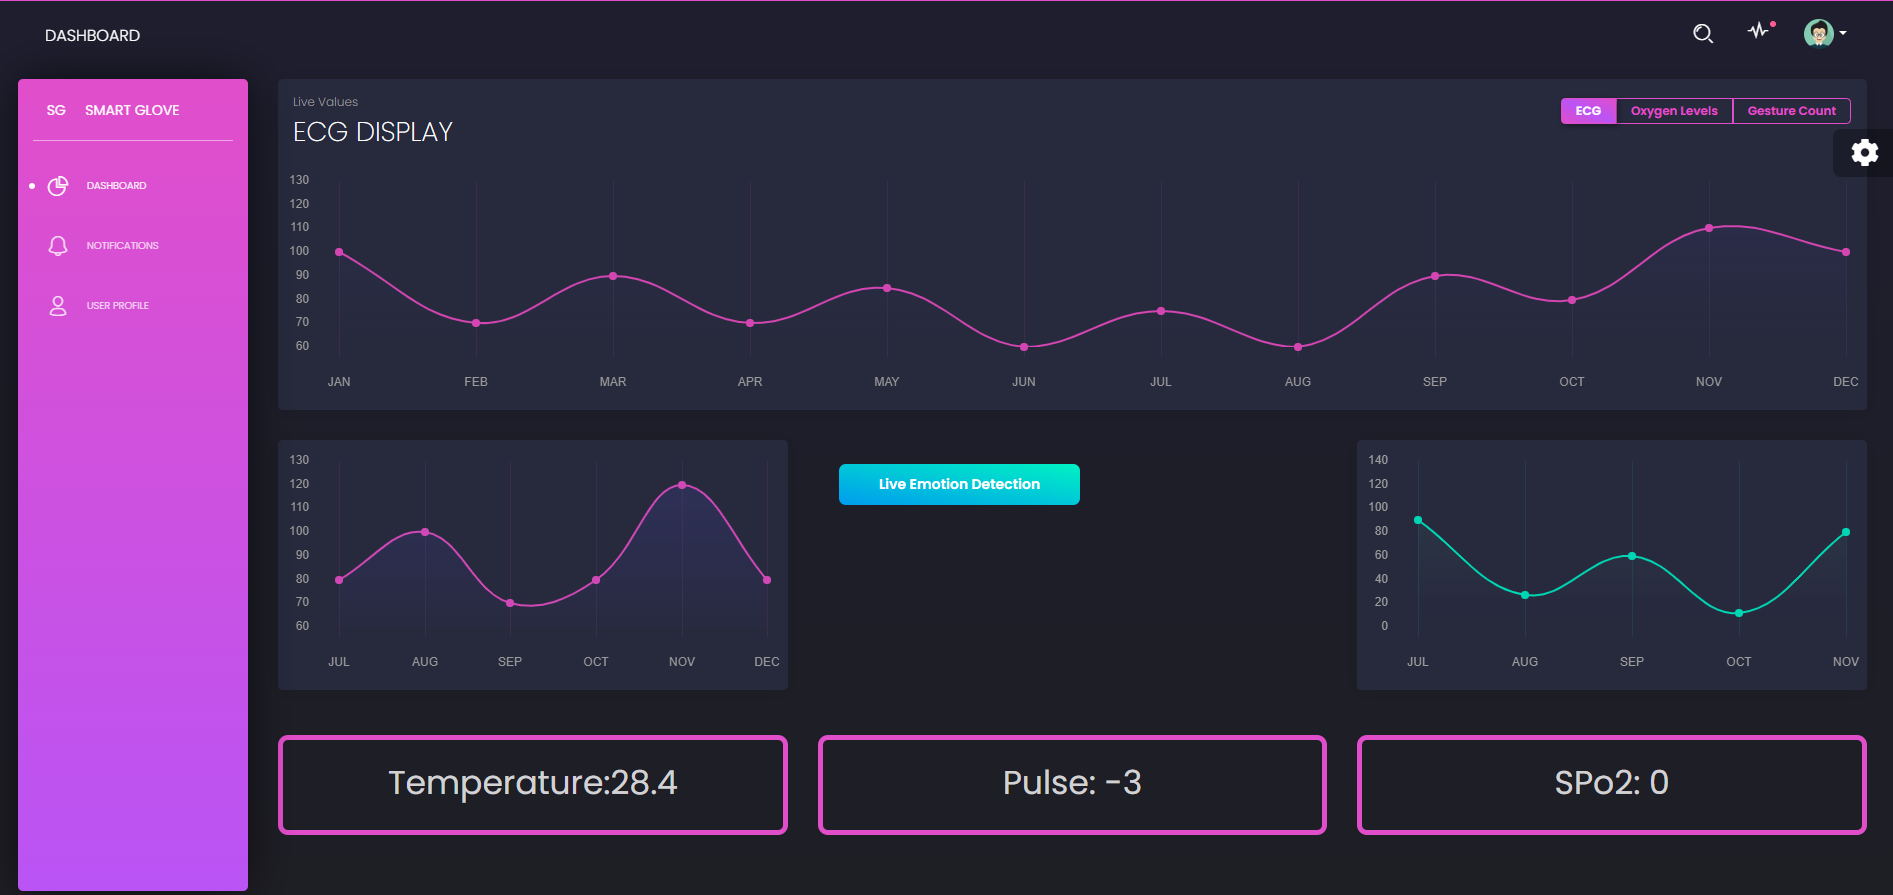 DASHBOARD
SG SMART GLOVE
DASHBOARD
NOTIFICATIONS
USER PROFILE
Live Values
ECG DISPLAY
ECG Oxygen Levels Gesture Count
130
120
110
100
90
80
70
60
JAN FEB MAR APR MAY JUN JUL AUG SEP OCT NOV DEC
130
120
110
100
90
80
70
60
JUL AUG SEP OCT NOV DEC
Live Emotion Detection
140
120
100
80
60
40
20
0
JUL AUG SEP OCT NOV
Temperature:28.4
Pulse: -3
SPo2: 0